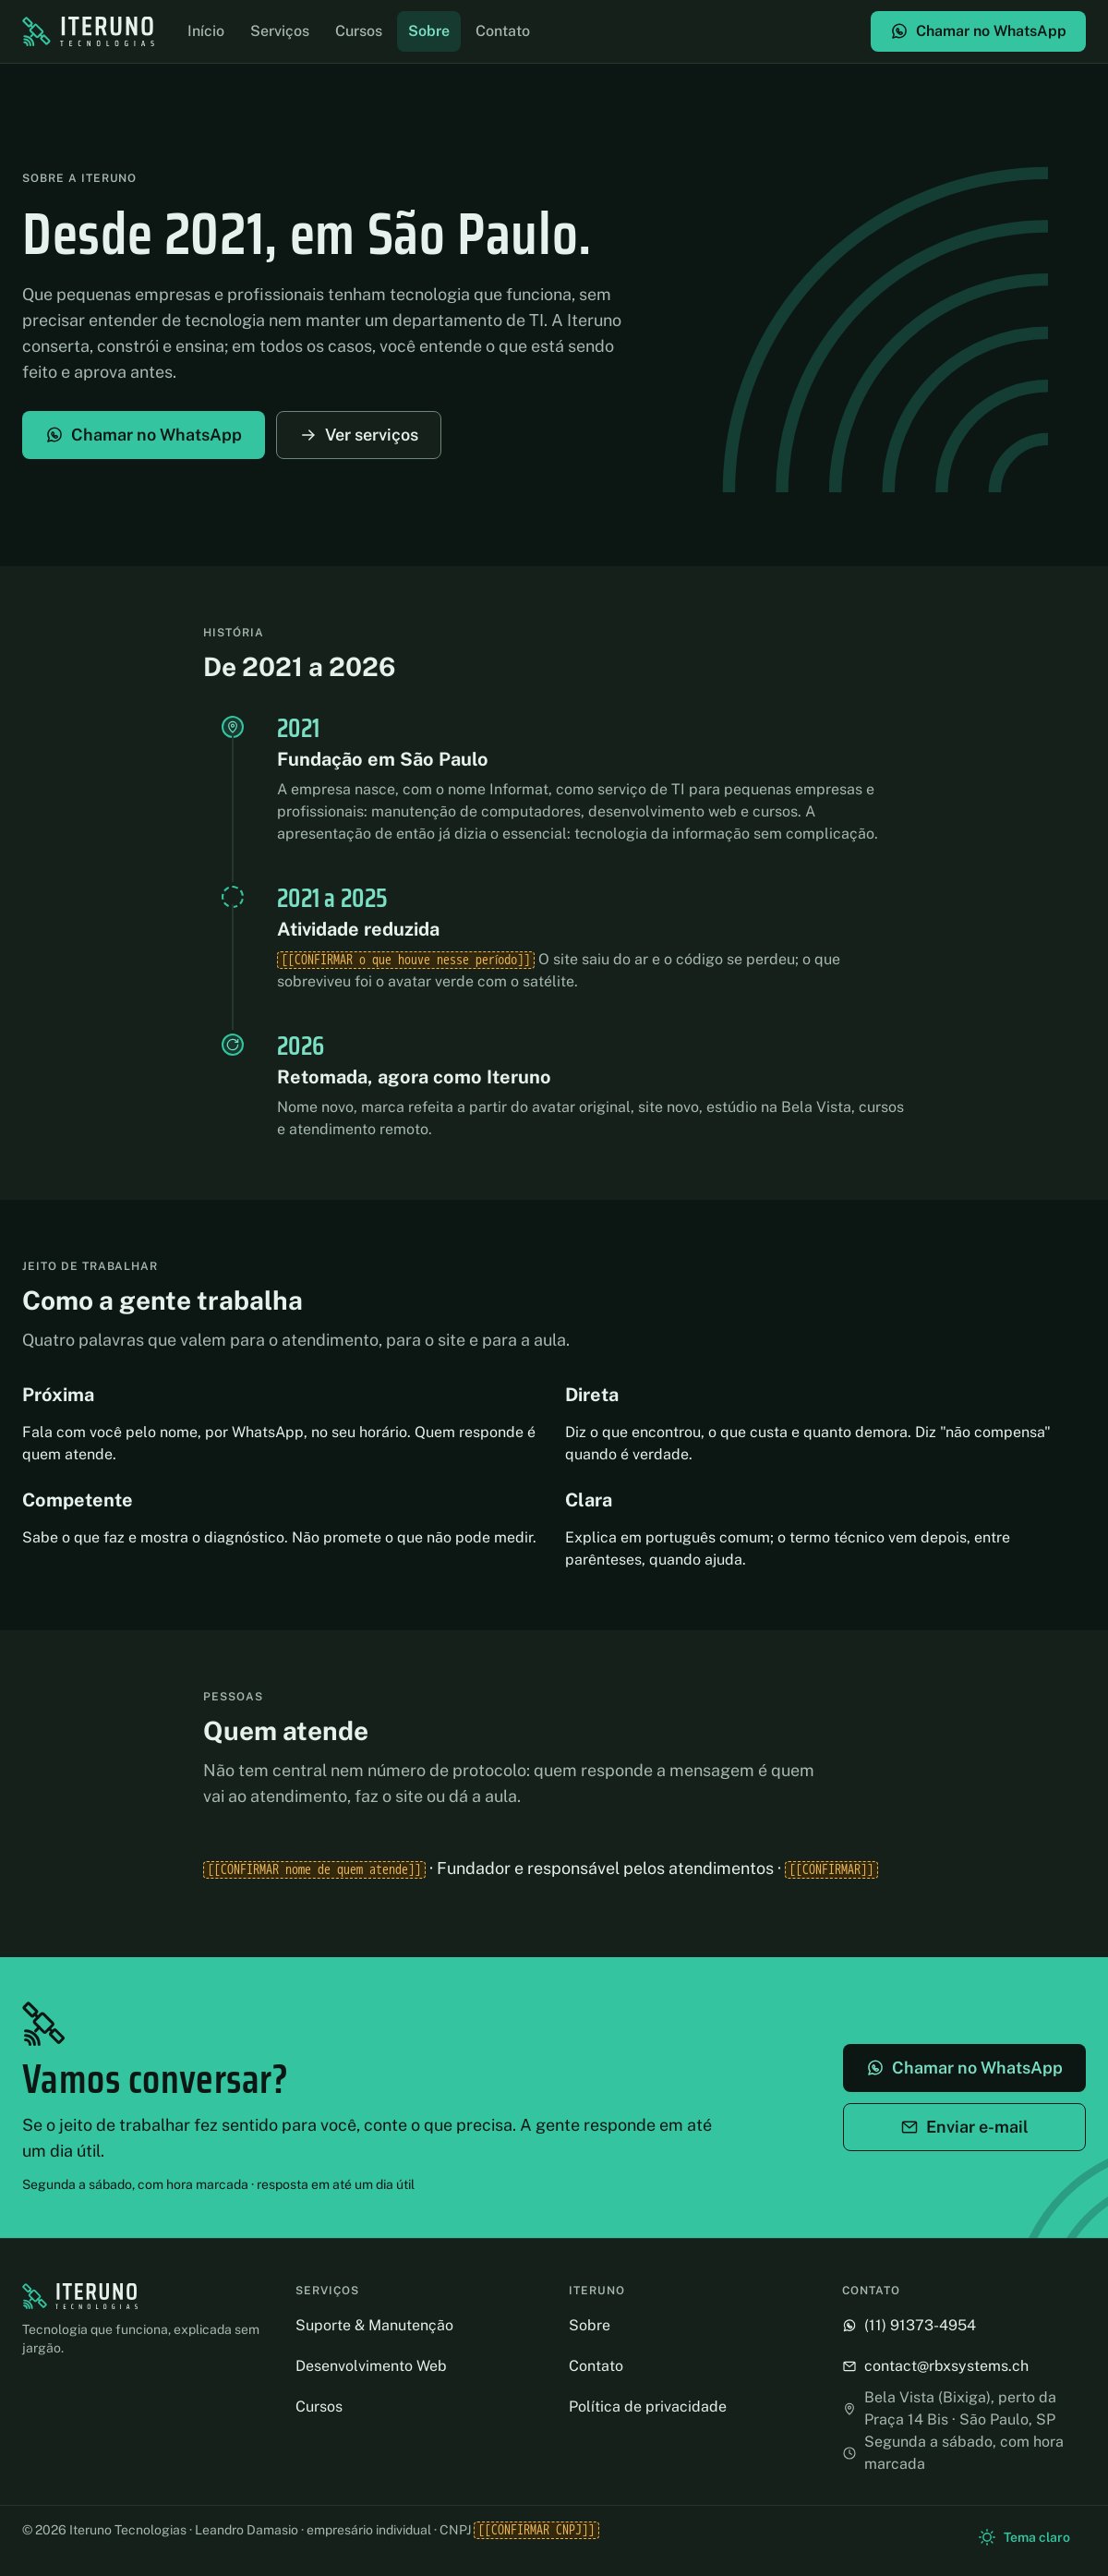 ITERUNO
TECNOLOGIAS
Início
Serviços
Cursos
Sobre
Contato
Chamar no WhatsApp
SOBRE A ITERUNO
Desde 2021, em São Paulo.
Que pequenas empresas e profissionais tenham tecnologia que funciona, sem
precisar entender de tecnologia nem manter um departamento de TI. A Iteruno
conserta, constrói e ensina; em todos os casos, você entende o que está sendo
feito e aprova antes.
Chamar no WhatsApp
Ver serviços
HISTÓRIA
De 2021 a 2026
2021
Fundação em São Paulo
A empresa nasce, com o nome Informat, como serviço de TI para pequenas empresas e
profissionais: manutenção de computadores, desenvolvimento web e cursos. A
apresentação de então já dizia o essencial: tecnologia da informação sem complicação.
2021 a 2025
Atividade reduzida
[[CONFIRMAR o que houve nesse período]] O site saiu do ar e o código se perdeu; o que
sobreviveu foi o avatar verde com o satélite.
2026
Retomada, agora como Iteruno
Nome novo, marca refeita a partir do avatar original, site novo, estúdio na Bela Vista, cursos
e atendimento remoto.
JEITO DE TRABALHAR
Como a gente trabalha
Quatro palavras que valem para o atendimento, para o site e para a aula.
Próxima
Fala com você pelo nome, por WhatsApp, no seu horário. Quem responde é
quem atende.
Direta
Diz o que encontrou, o que custa e quanto demora. Diz "não compensa"
quando é verdade.
Competente
Sabe o que faz e mostra o diagnóstico. Não promete o que não pode medir.
Clara
Explica em português comum; o termo técnico vem depois, entre
parênteses, quando ajuda.
PESSOAS
Quem atende
Não tem central nem número de protocolo: quem responde a mensagem é quem
vai ao atendimento, faz o site ou dá a aula.
[[CONFIRMAR nome de quem atende]] · Fundador e responsável pelos atendimentos · [[CONFIRMAR]]
Vamos conversar?
Se o jeito de trabalhar fez sentido para você, conte o que precisa. A gente responde em até
um dia útil.
Segunda a sábado, com hora marcada · resposta em até um dia útil
Chamar no WhatsApp
Enviar e-mail
ITERUNO
TECNOLOGIAS
Tecnologia que funciona, explicada sem
jargão.
SERVIÇOS
Suporte & Manutenção
Desenvolvimento Web
Cursos
ITERUNO
Sobre
Contato
Política de privacidade
CONTATO
(11) 91373-4954
contact@rbxsystems.ch
Bela Vista (Bixiga), perto da
Praça 14 Bis · São Paulo, SP
Segunda a sábado, com hora
marcada
© 2026 Iteruno Tecnologias · Leandro Damasio · empresário individual · CNPJ [[CONFIRMAR CNPJ]]
Tema claro